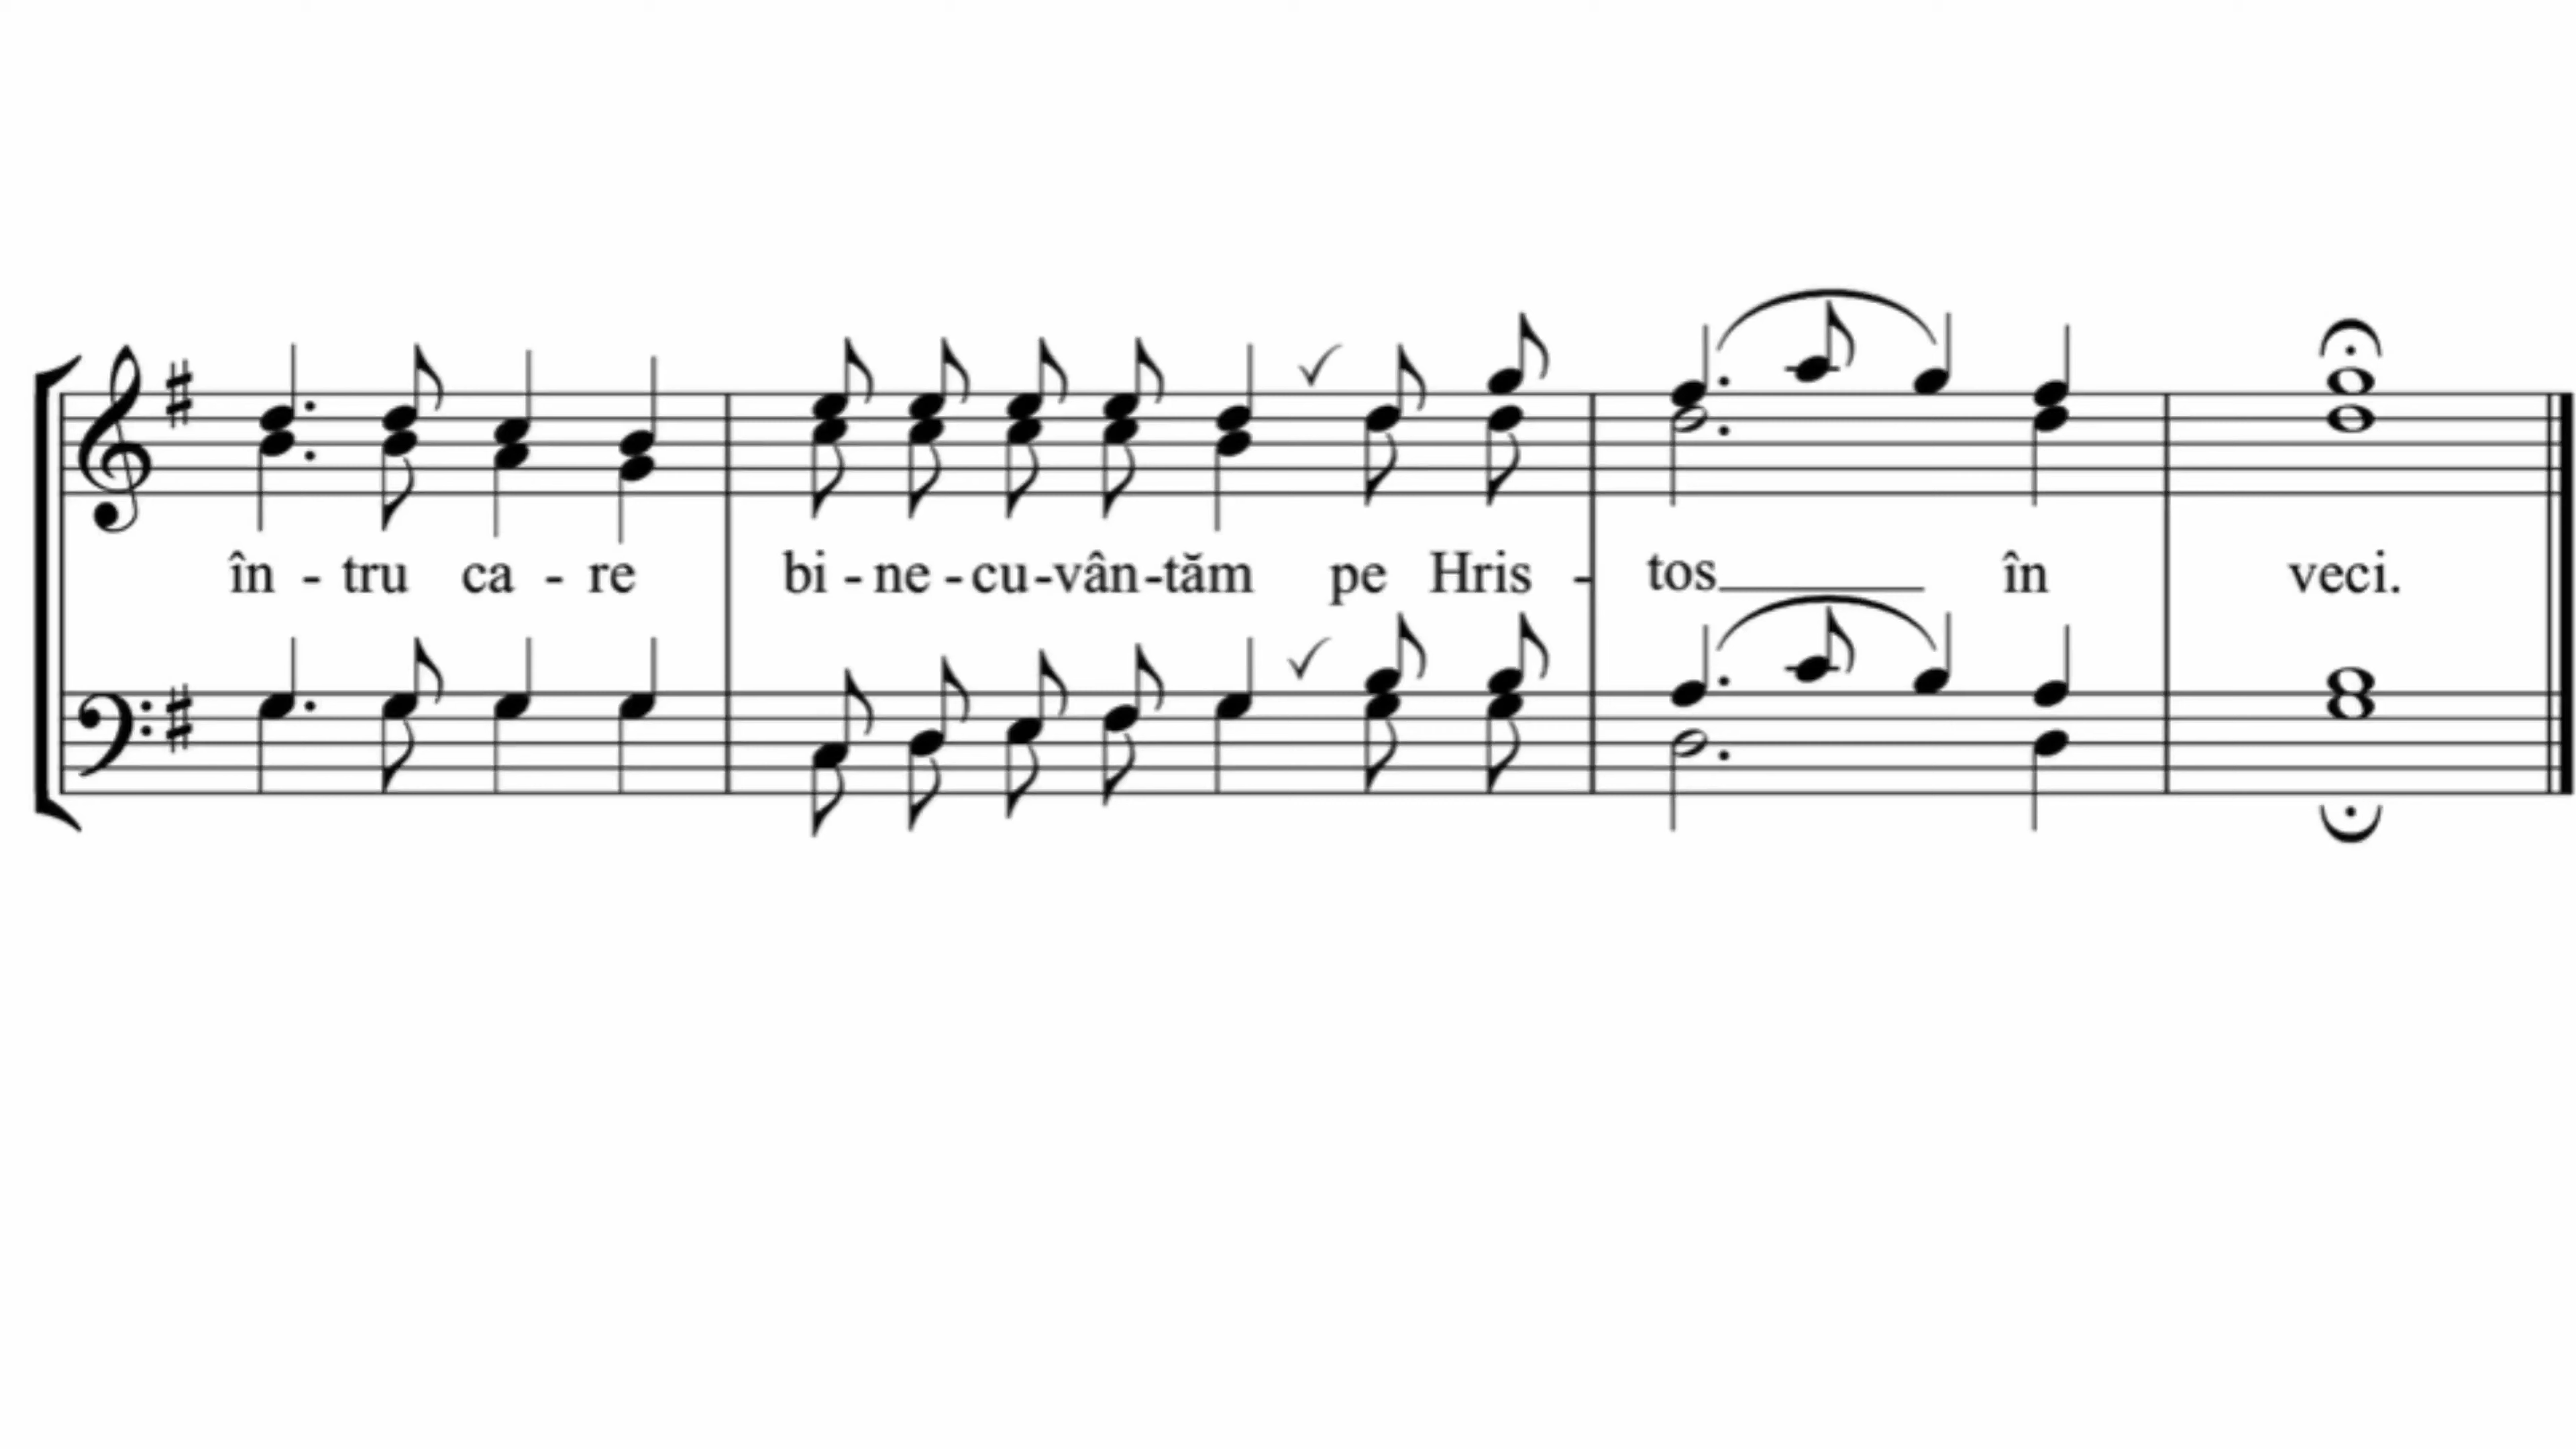 în - tru ca - re bi - ne - cu - vân - tăm pe Hris - tos în veci.